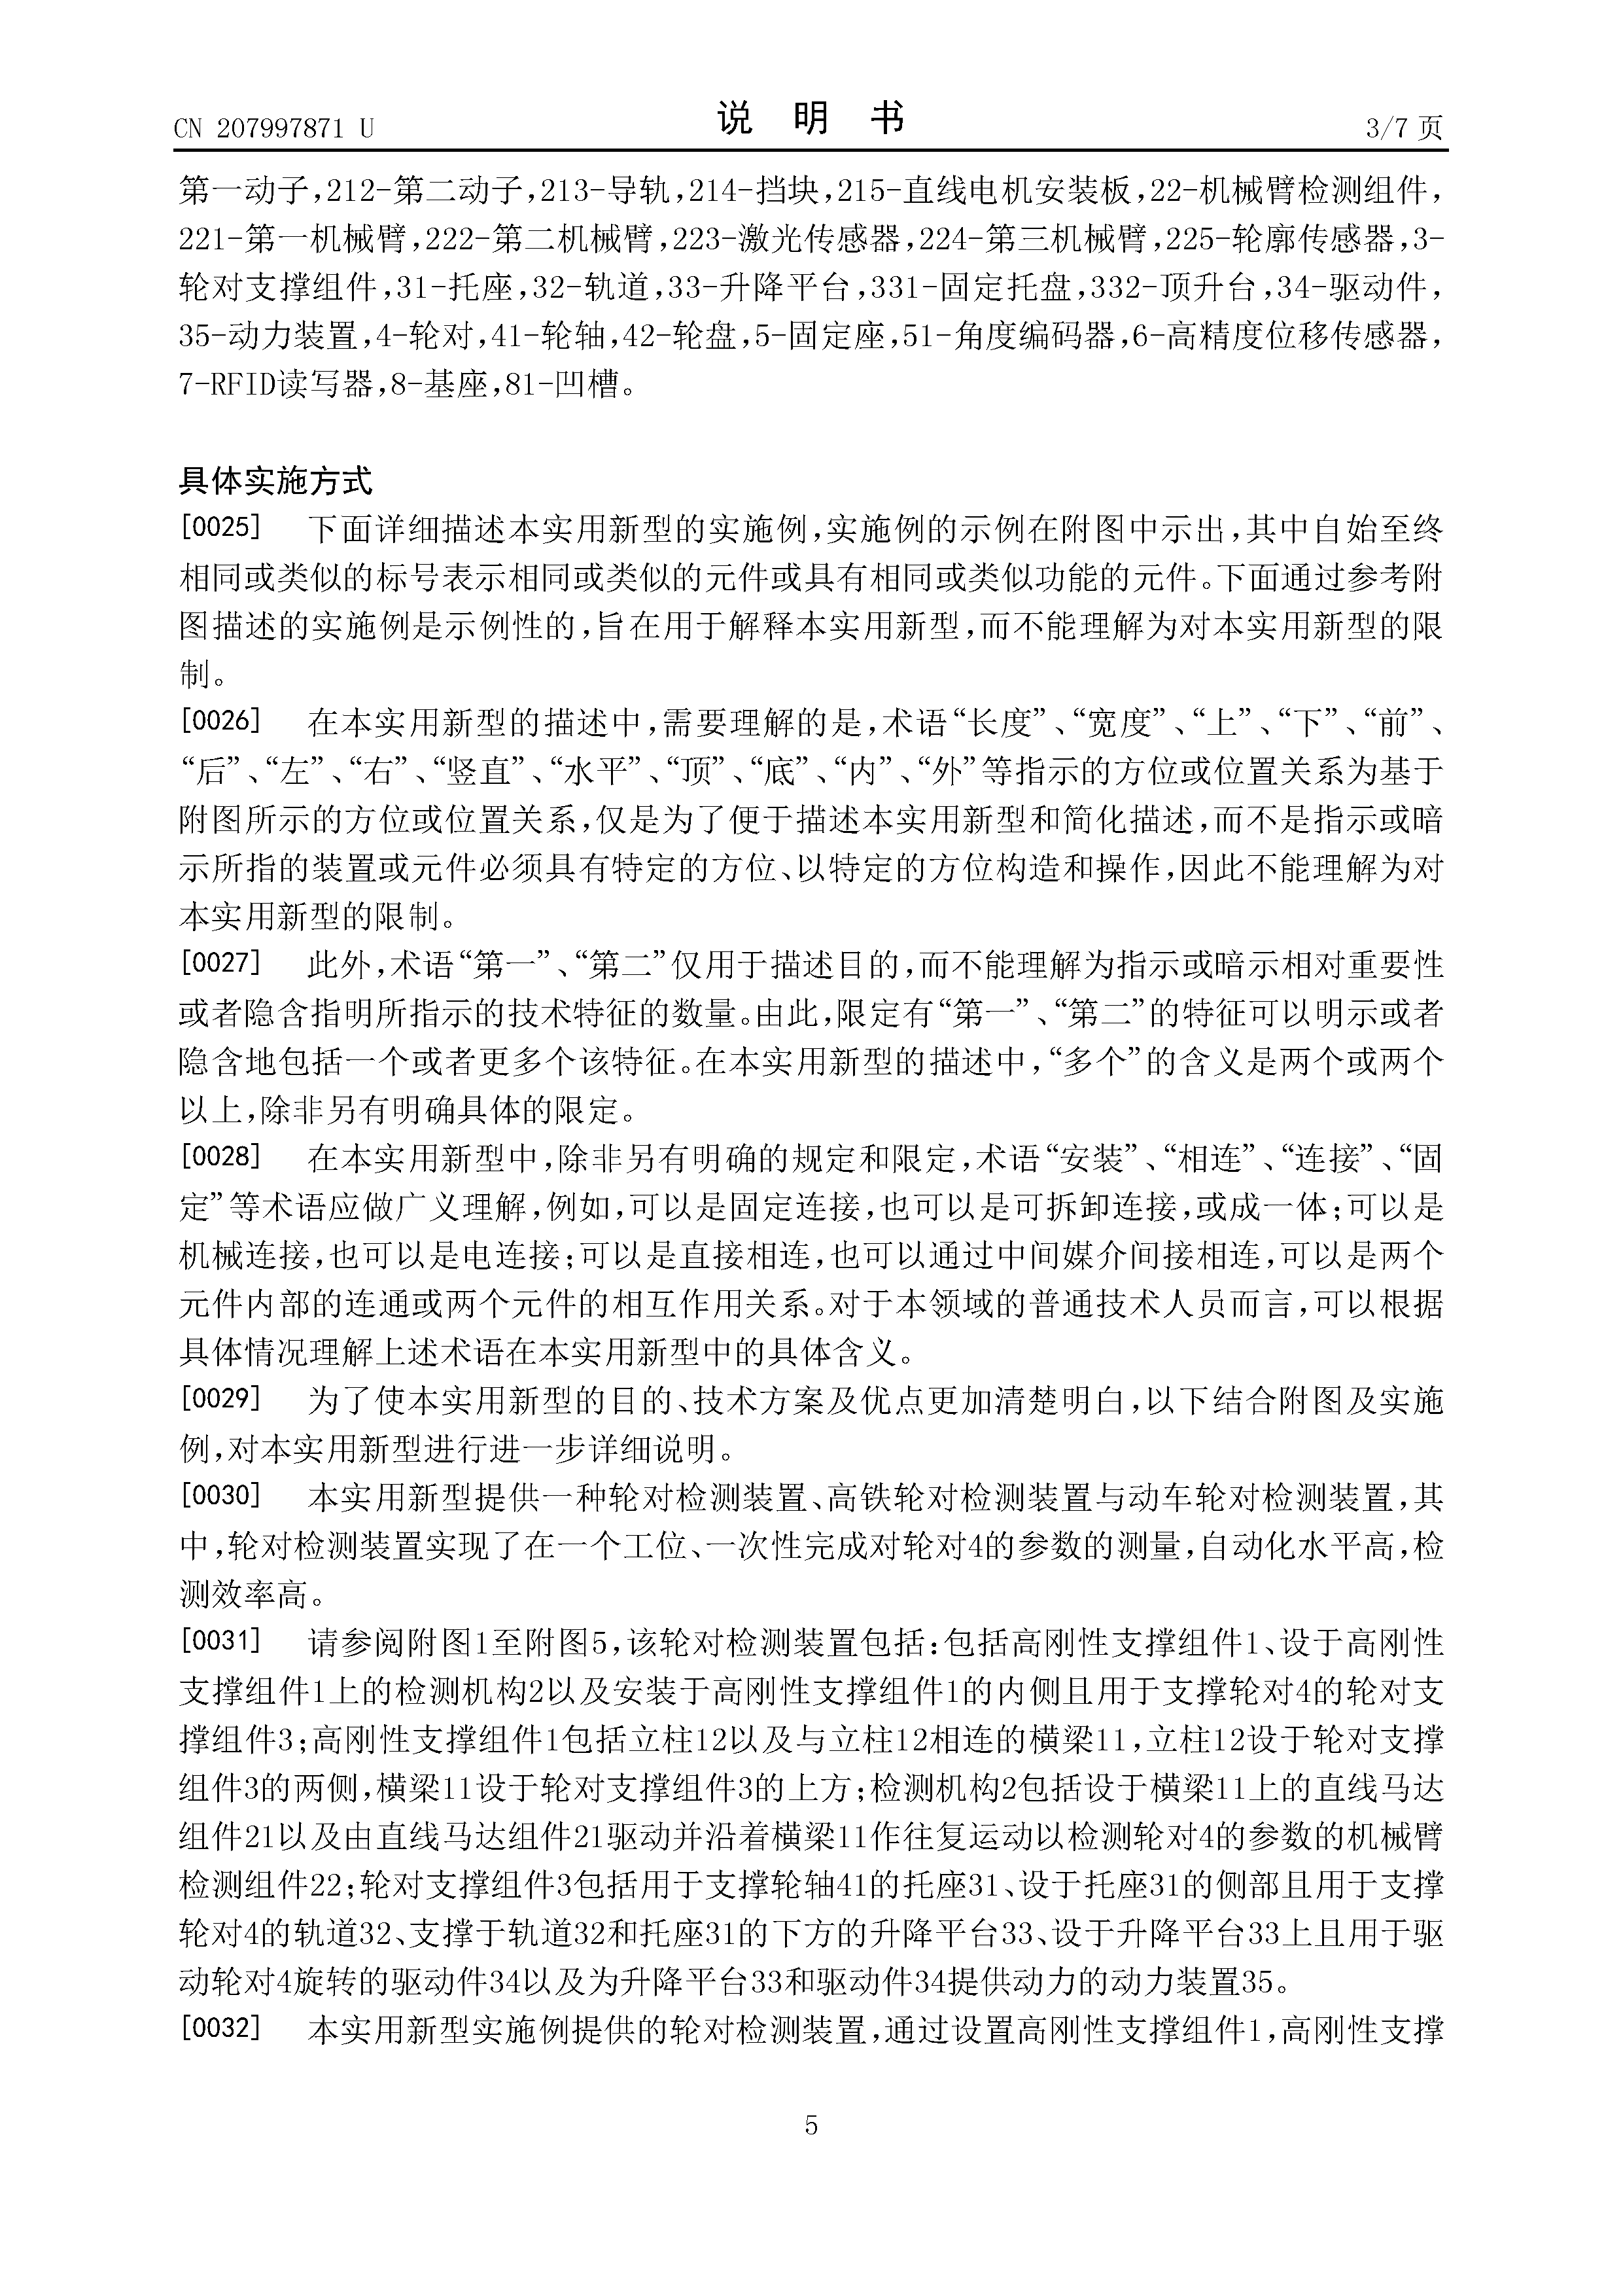 CN 207997871 U
说 明 书
3/7 页
第一动子,212-第二动子,213-导轨,214-挡块,215-直线电机安装板,22-机械臂检测组件,
221-第一机械臂,222-第二机械臂,223-激光传感器,224-第三机械臂,225-轮廓传感器,3-
轮对支撑组件,31-托座,32-轨道,33-升降平台,331-固定托盘,332-顶升台,34-驱动件,
35-动力装置,4-轮对,41-轮轴,42-轮盘,5-固定座,51-角度编码器,6-高精度位移传感器,
7-RFID读写器,8-基座,81-凹槽。
具体实施方式
[0025] 下面详细描述本实用新型的实施例,实施例的示例在附图中示出,其中自始至终
相同或类似的标号表示相同或类似的元件或具有相同或类似功能的元件。下面通过参考附
图描述的实施例是示例性的,旨在用于解释本实用新型,而不能理解为对本实用新型的限
制。
[0026] 在本实用新型的描述中,需要理解的是,术语“长度”、“宽度”、“上”、“下”、“前”、
“后”、“左”、“右”、“竖直”、“水平”、“顶”、“底”、“内”、“外”等指示的方位或位置关系为基于
附图所示的方位或位置关系,仅是为了便于描述本实用新型和简化描述,而不是指示或暗
示所指的装置或元件必须具有特定的方位、以特定的方位构造和操作,因此不能理解为对
本实用新型的限制。
[0027] 此外,术语“第一”、“第二”仅用于描述目的,而不能理解为指示或暗示相对重要性
或者隐含指明所指示的技术特征的数量。由此,限定有“第一”、“第二”的特征可以明示或者
隐含地包括一个或者更多个该特征。在本实用新型的描述中,“多个”的含义是两个或两个
以上,除非另有明确具体的限定。
[0028] 在本实用新型中,除非另有明确的规定和限定,术语“安装”、“相连”、“连接”、“固
定”等术语应做广义理解,例如,可以是固定连接,也可以是可拆卸连接,或成一体;可以是
机械连接,也可以是电连接;可以是直接相连,也可以通过中间媒介间接相连,可以是两个
元件内部的连通或两个元件的相互作用关系。对于本领域的普通技术人员而言,可以根据
具体情况理解上述术语在本实用新型中的具体含义。
[0029] 为了使本实用新型的目的、技术方案及优点更加清楚明白,以下结合附图及实施
例,对本实用新型进行进一步详细说明。
[0030] 本实用新型提供一种轮对检测装置、高铁轮对检测装置与动车轮对检测装置,其
中,轮对检测装置实现了在一个工位、一次性完成对轮对4的参数的测量,自动化水平高,检
测效率高。
[0031] 请参阅附图1至附图5,该轮对检测装置包括:包括高刚性支撑组件1、设于高刚性
支撑组件1上的检测机构2以及安装于高刚性支撑组件1的内侧且用于支撑轮对4的轮对支
撑组件3;高刚性支撑组件1包括立柱12以及与立柱12相连的横梁11,立柱12设于轮对支撑
组件3的两侧,横梁11设于轮对支撑组件3的上方;检测机构2包括设于横梁11上的直线马达
组件21以及由直线马达组件21驱动并沿着横梁11作往复运动以检测轮对4的参数的机械臂
检测组件22;轮对支撑组件3包括用于支撑轮轴41的托座31、设于托座31的侧部且用于支撑
轮对4的轨道32、支撑于轨道32和托座31的下方的升降平台33、设于升降平台33上且用于驱
动轮对4旋转的驱动件34以及为升降平台33和驱动件34提供动力的动力装置35。
[0032] 本实用新型实施例提供的轮对检测装置,通过设置高刚性支撑组件1,高刚性支撑
5